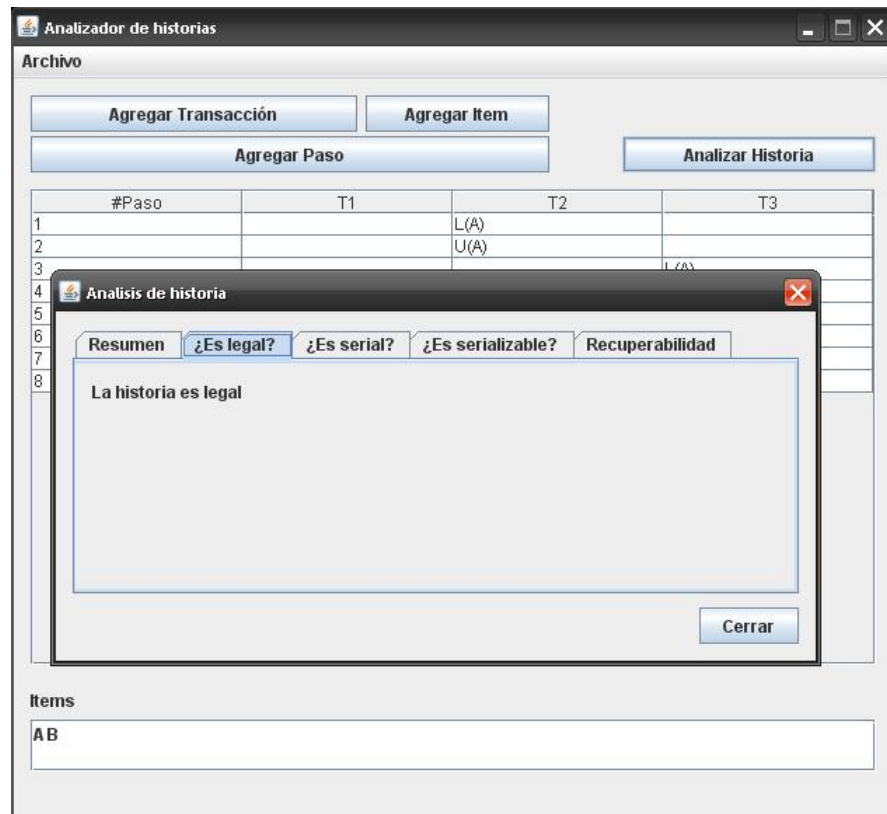 Analizador de historias
Archivo
Agregar Transacción Agregar Item
Agregar Paso Analizar Historia
#Paso T1 T2 T3
1 L(A)
2 U(A)
3 L(A)
4
Analisis de historia
5
6
Resumen ¿Es legal? ¿Es serial? ¿Es serializable? Recuperabilidad
7
8
La historia es legal
Cerrar
Items
A B